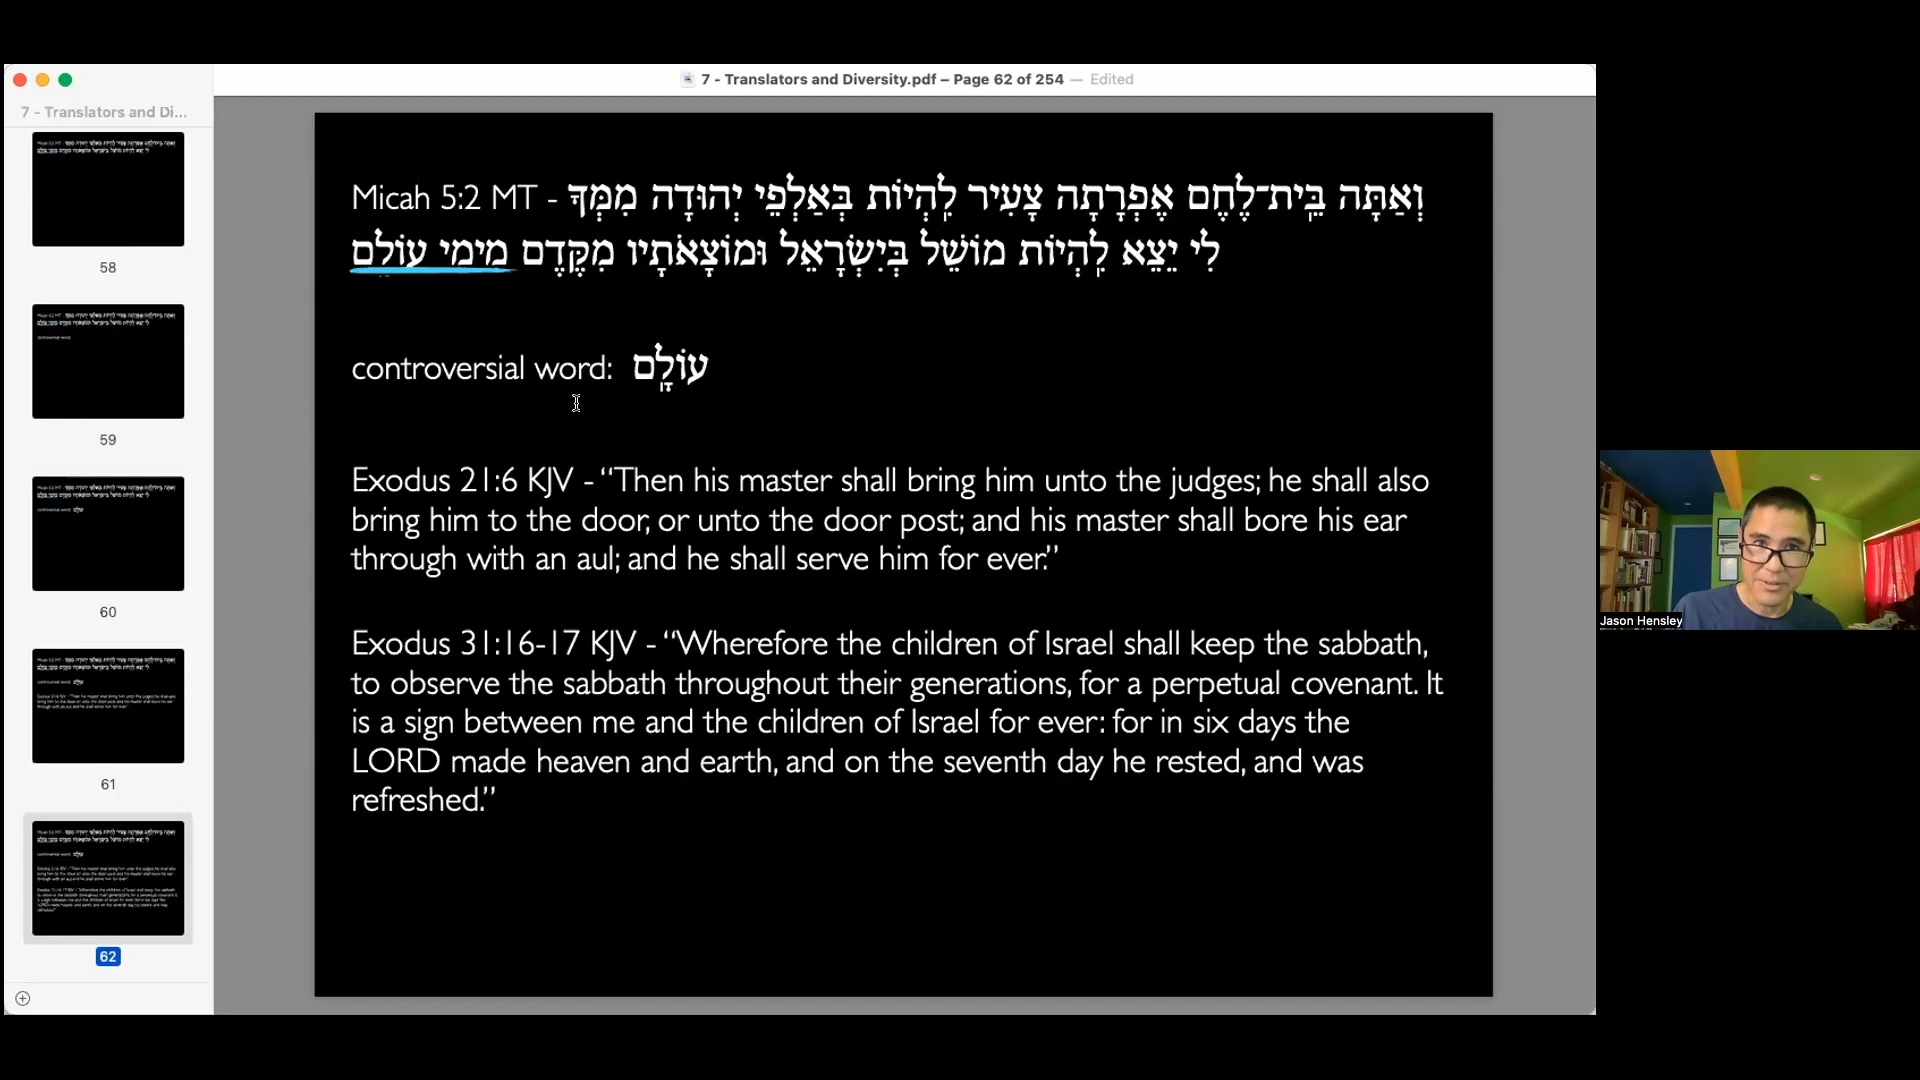 7 - Translators and Diversity.pdf – Page 62 of 254 — Edited
7 - Translators and Di...
58
59
60
61
62
Micah 5:2 MT - וְאַתָּה בֵּֽית־לֶחֶם אֶפְרָתָה צָעִיר לִֽהְיוֹת בְּאַלְפֵי יְהוּדָה מִמְּךָ
לִי יֵצֵא לִֽהְיוֹת מוֹשֵׁל בְּיִשְׂרָאֵל וּמוֹצָאֹתָיו מִקֶּדֶם מִימֵי עוֹלָֽם
controversial word: עוֹלָֽם
Exodus 21:6 KJV - “Then his master shall bring him unto the judges; he shall also
bring him to the door, or unto the door post; and his master shall bore his ear
through with an aul; and he shall serve him for ever.”
Exodus 31:16-17 KJV - “Wherefore the children of Israel shall keep the sabbath,
to observe the sabbath throughout their generations, for a perpetual covenant. It
is a sign between me and the children of Israel for ever: for in six days the
LORD made heaven and earth, and on the seventh day he rested, and was
refreshed.”
Jason Hensley